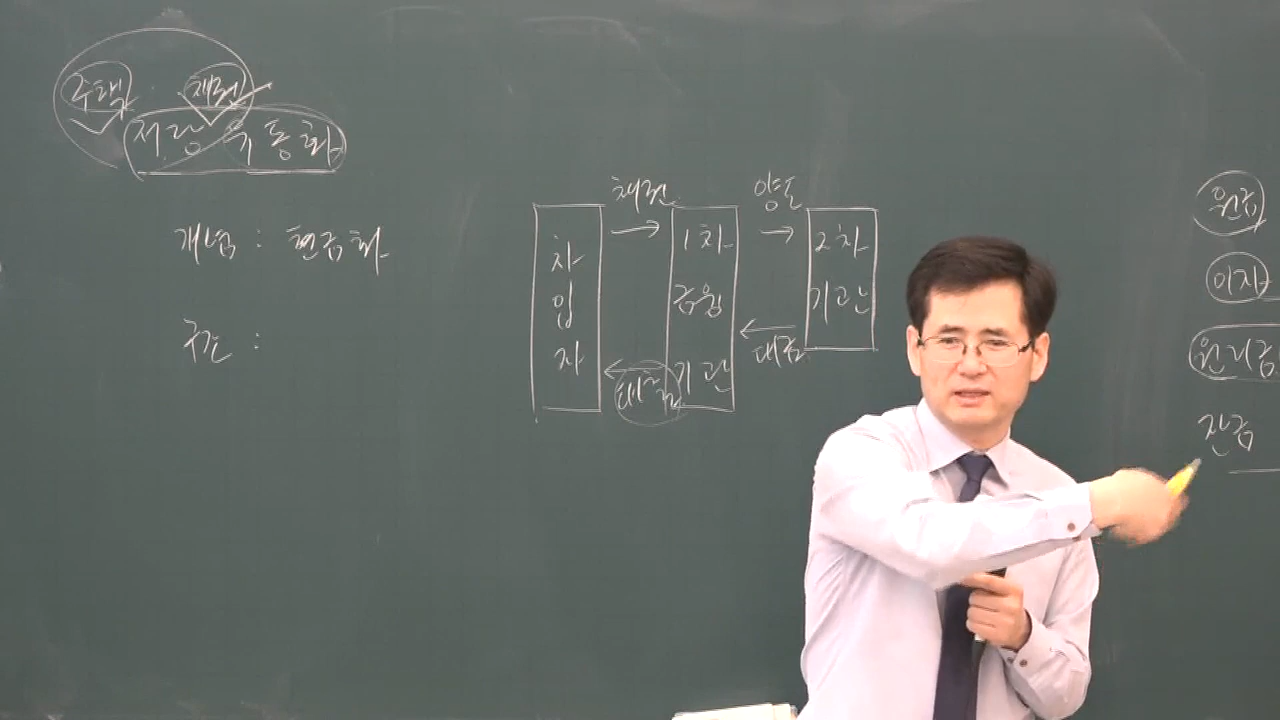 주택 채권
저당 유통화
개념 : 현금화
구조 :
채권 양도
차입자
1차 금융기관
2차 기관
대출
대금
원금
이자
원리금
잔금